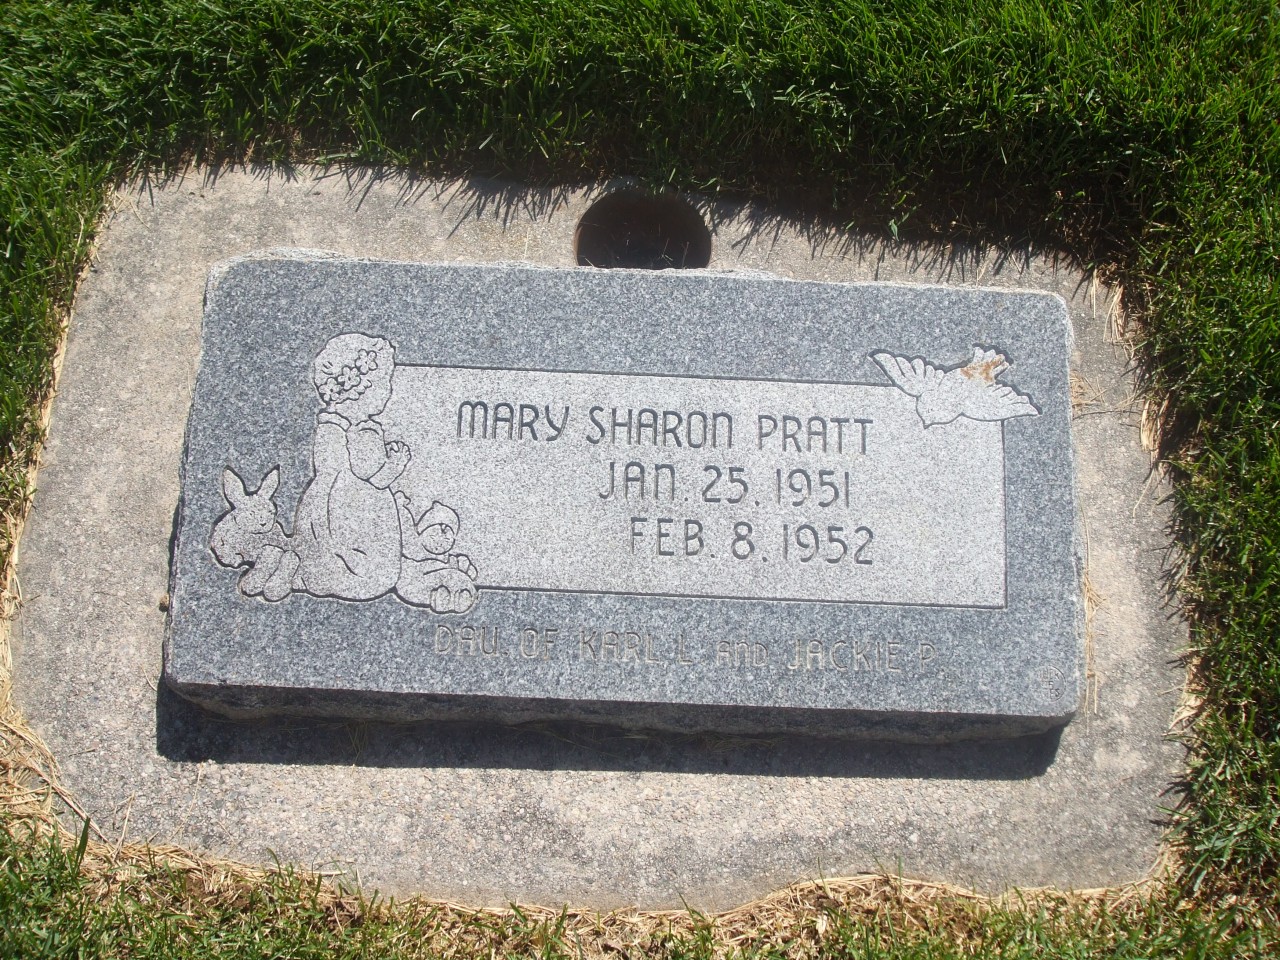 MARY SHARON PRATT
JAN. 25. 1951
FEB. 8. 1952
DAU. OF KARL. L. AND JACKIE P.